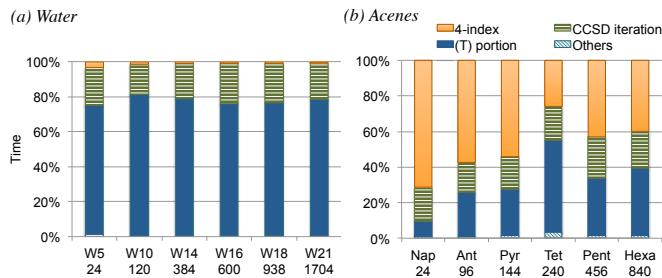 (a) Water
(b) Acenes
4-index
CCSD iteration
(T) portion
Others
100%
80%
60%
40%
20%
0%
Time
W5 W10 W14 W16 W18 W21
24 120 384 600 938 1704
100%
80%
60%
40%
20%
0%
Nap Ant Pyr Tet Pent Hexa
24 96 144 240 456 840